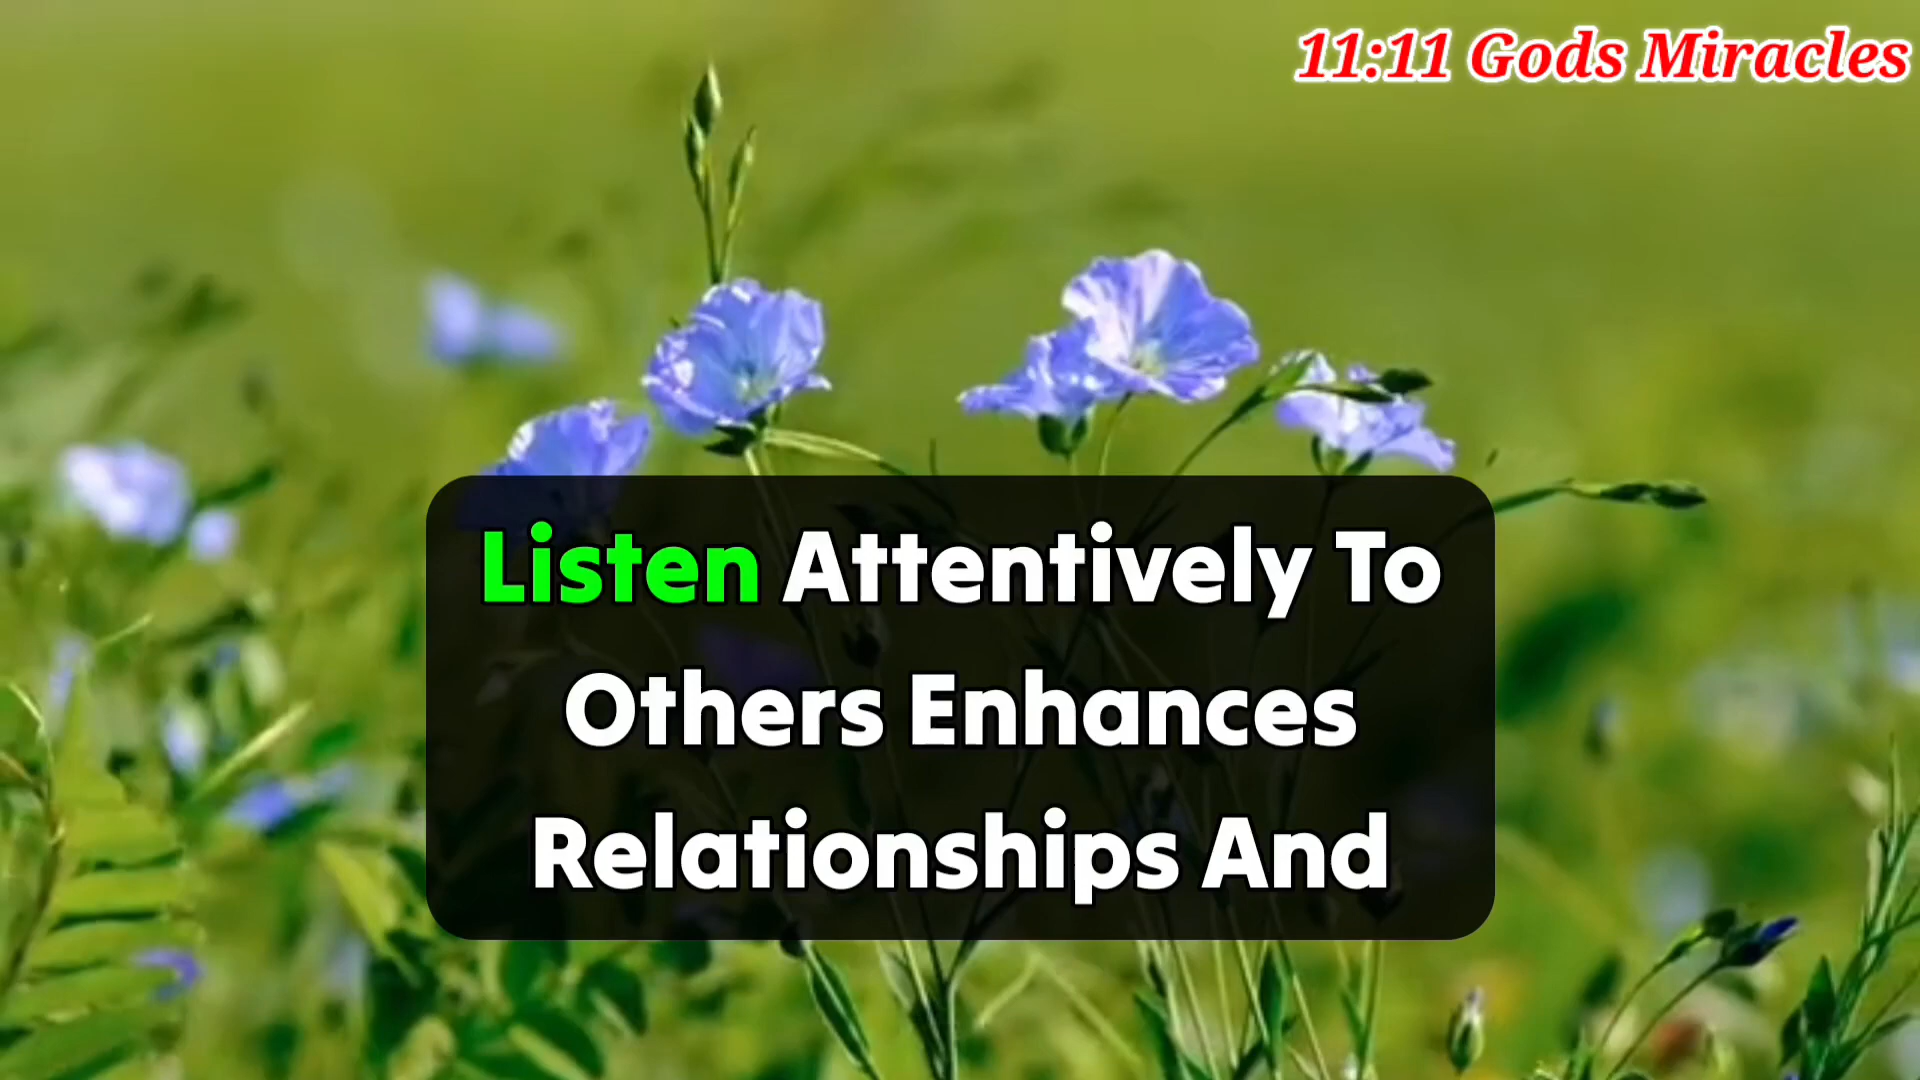 11:11 Gods Miracles
Listen Attentively To
Others Enhances
Relationships And